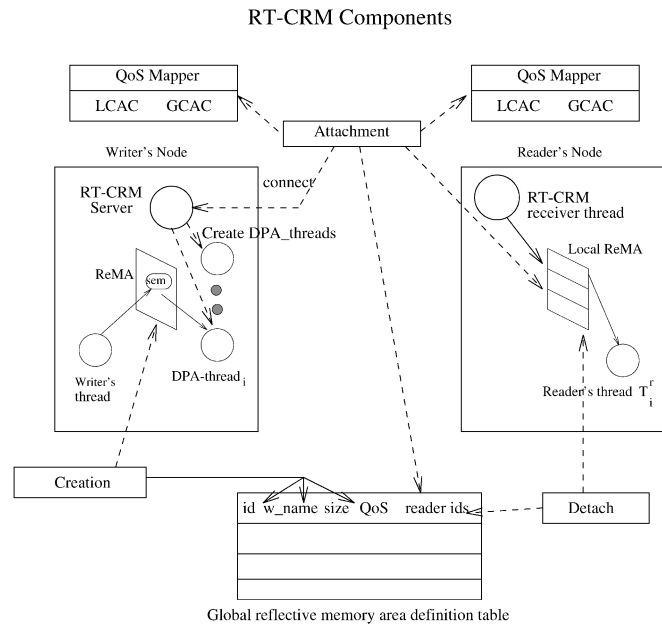 RT-CRM Components
QoS Mapper
LCAC GCAC
QoS Mapper
LCAC GCAC
Attachment
Writer's Node
Reader's Node
RT-CRM
Server
connect
Create DPA_threads
ReMA
sem
Writer's
thread
DPA-thread i
RT-CRM
receiver thread
Local ReMA
Reader's thread T i r
Creation
Detach
id w_name size QoS reader ids
Global reflective memory area definition table